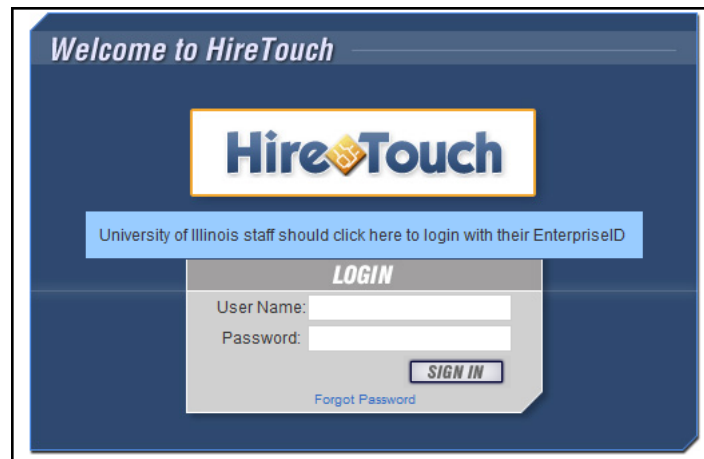 Welcome to HireTouch
HireTouch
University of Illinois staff should click here to login with their EnterpriseID
LOGIN
User Name:
Password:
SIGN IN
Forgot Password